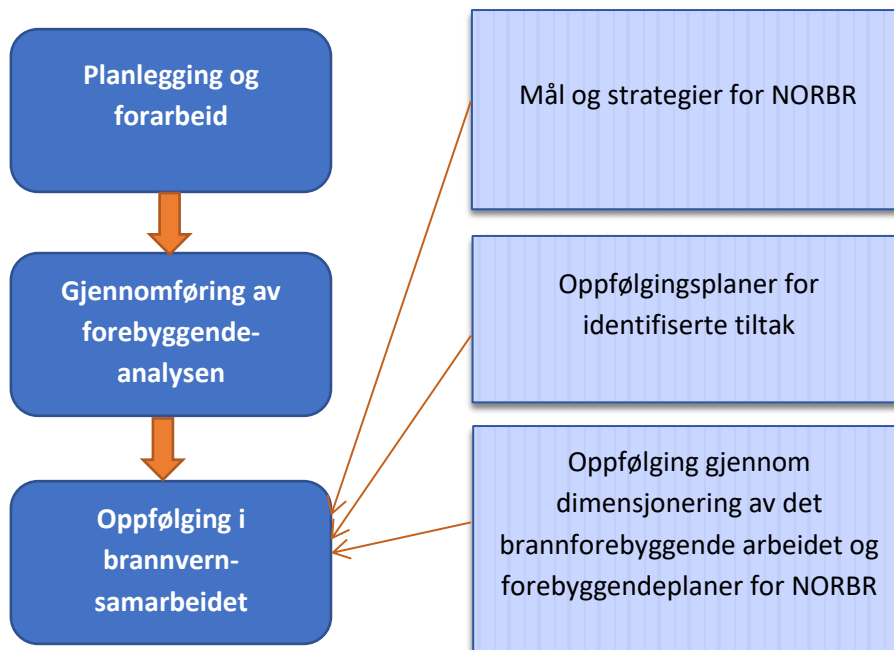 Planlegging og
forarbeid
Gjennomføring av
forebyggende-
analysen
Oppfølging i
brannvern-
samarbeidet
Mål og strategier for NORBR
Oppfølgingsplaner for
identifiserte tiltak
Oppfølging gjennom
dimensjonering av det
brannforebyggende arbeidet og
forebyggendeplaner for NORBR